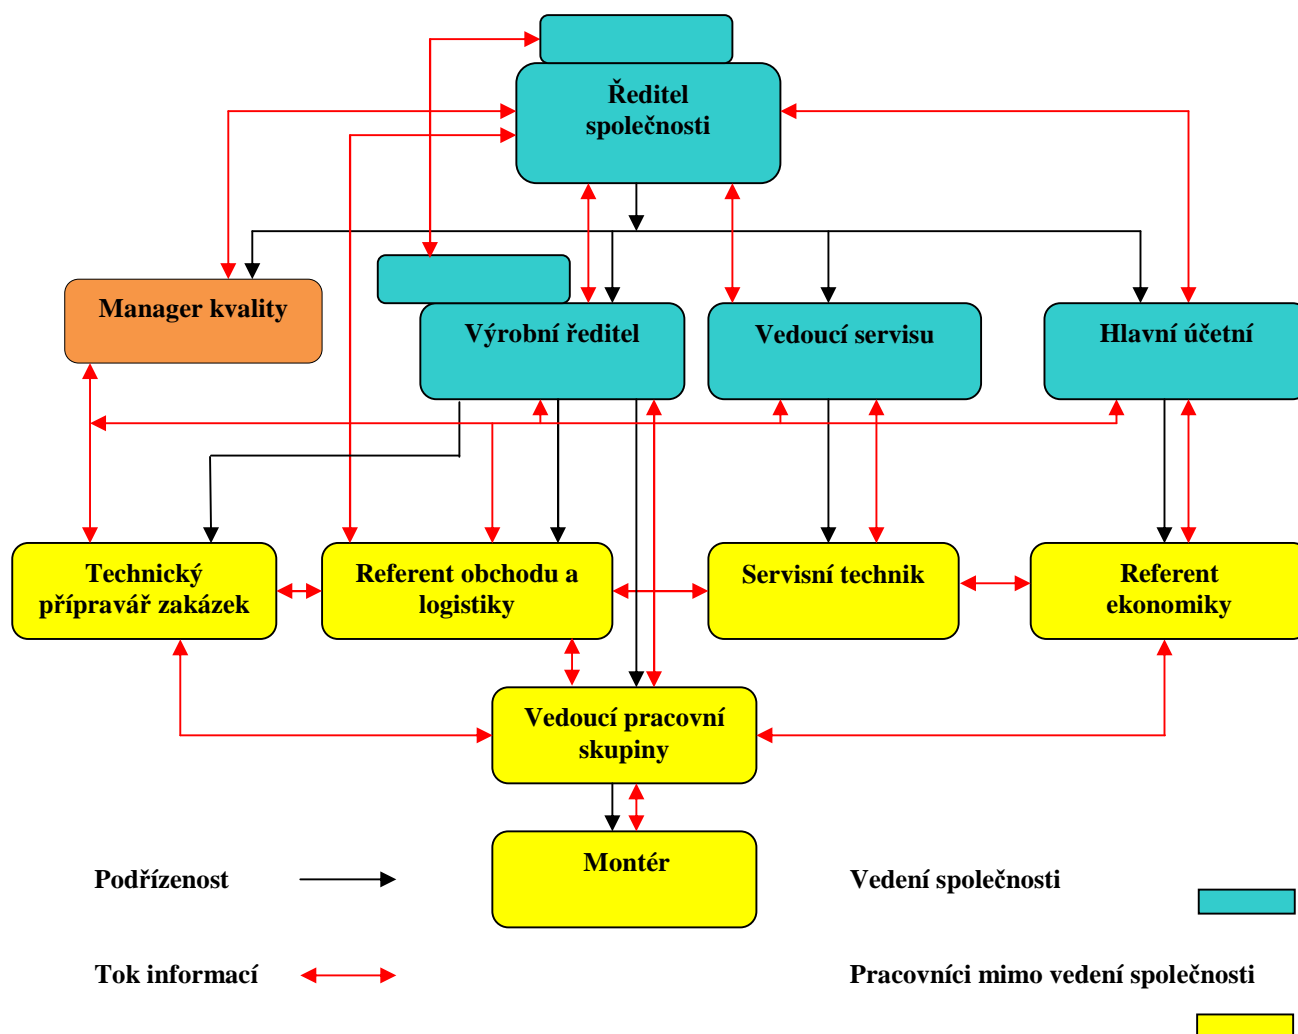 Ředitel
společnosti
Manager kvality
Výrobní ředitel
Vedoucí servisu
Hlavní účetní
Technický
přípravář zakázek
Referent obchodu a
logistiky
Servisní technik
Referent
ekonomiky
Vedoucí pracovní
skupiny
Montér
Podřízenost
Vedení společnosti
Tok informací
Pracovníci mimo vedení společnosti